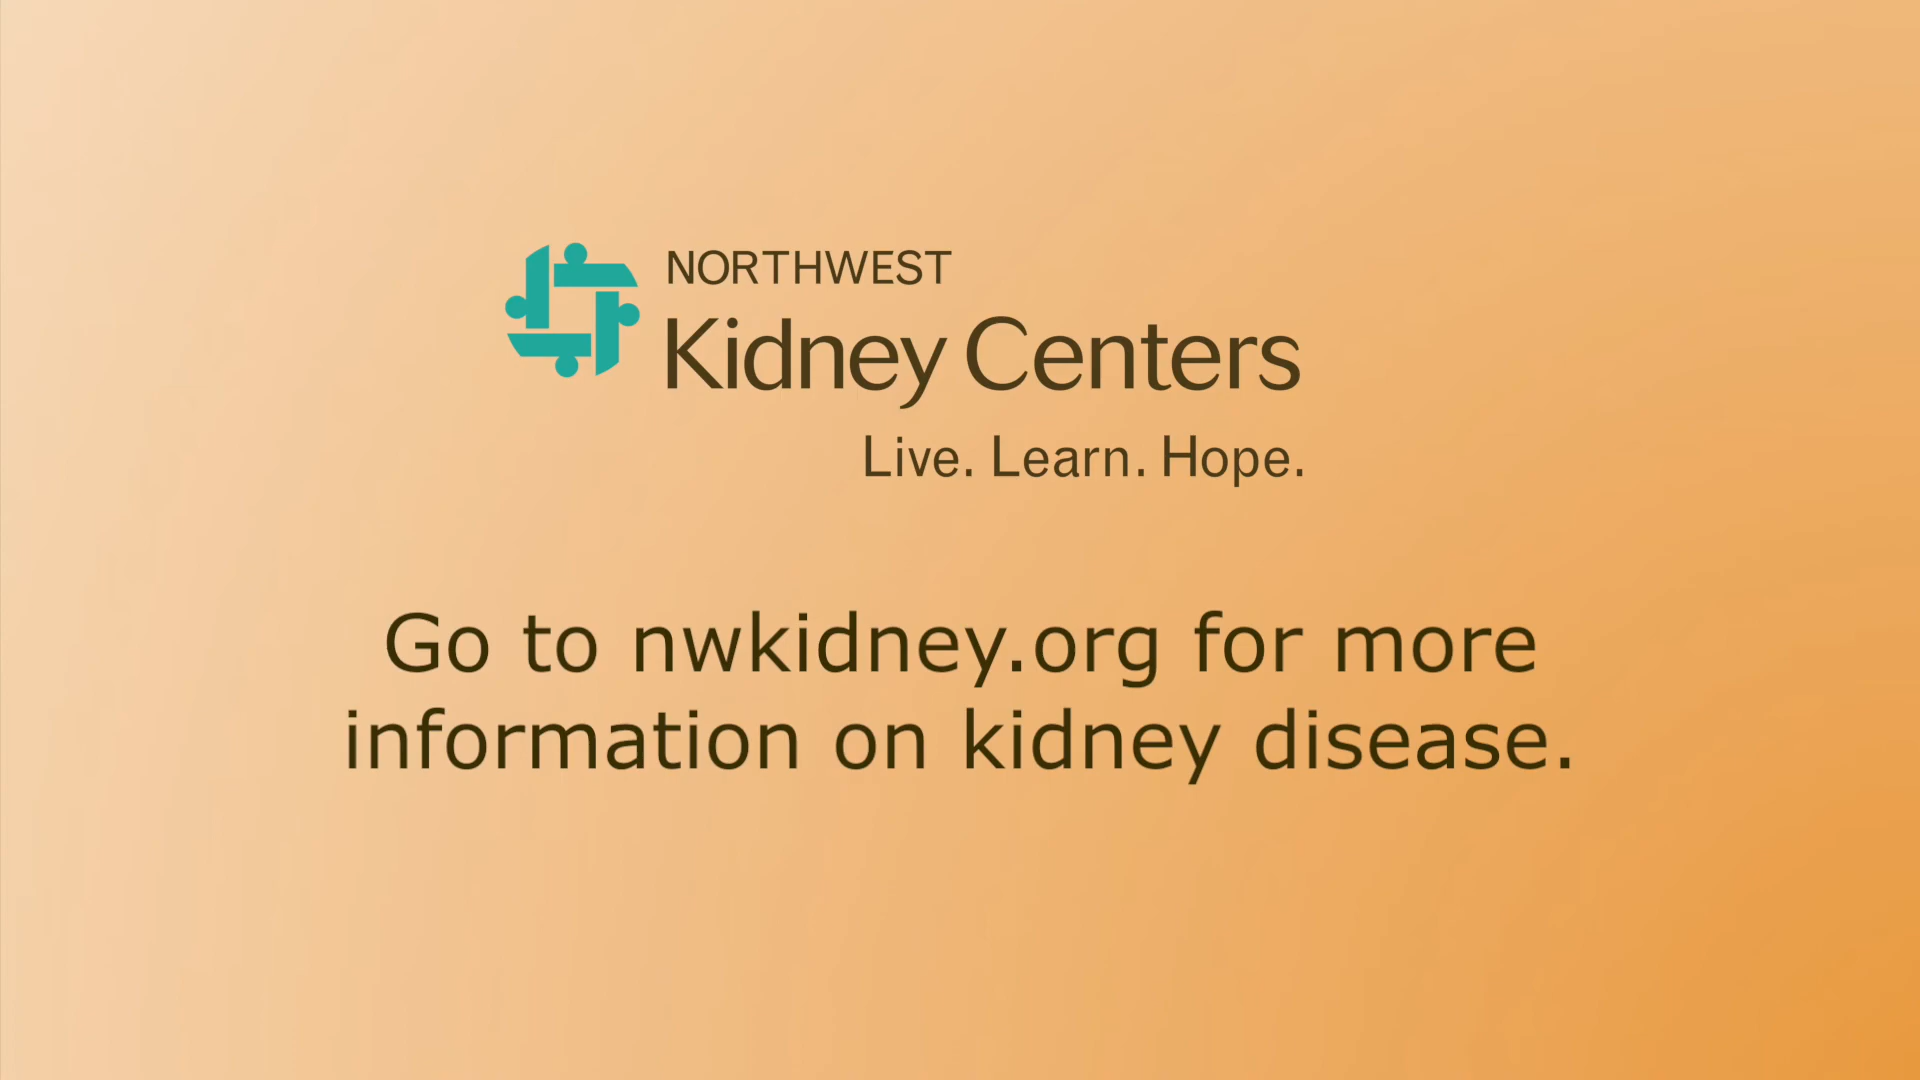 NORTHWEST
Kidney Centers
Live. Learn. Hope.
Go to nwkidney.org for more
information on kidney disease.